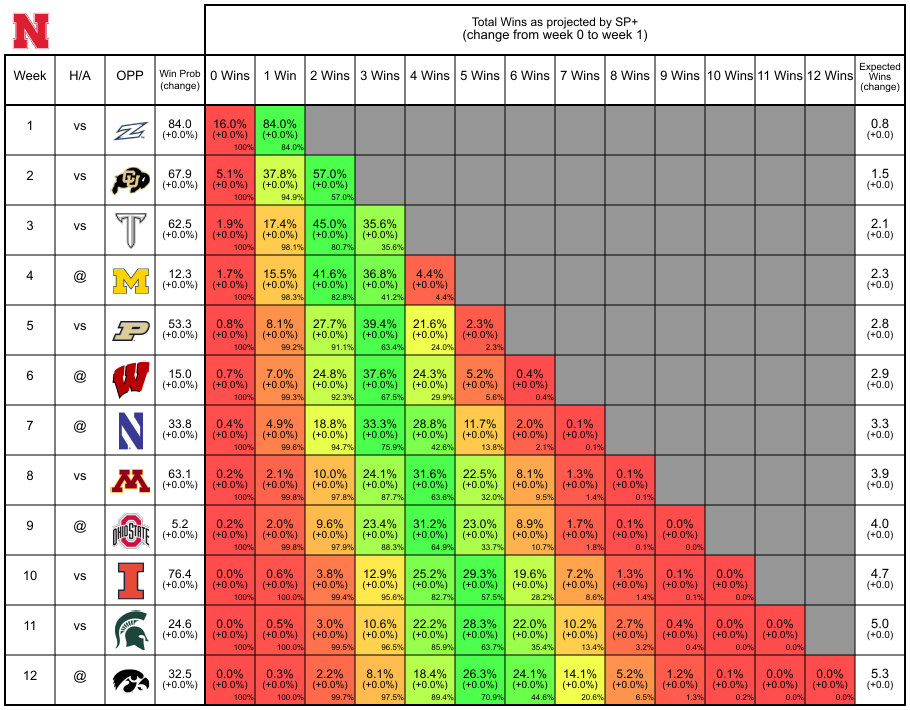 N
Total Wins as projected by SP+
(change from week 0 to week 1)
Week H/A OPP Win Prob (change) 0 Wins 1 Win 2 Wins 3 Wins 4 Wins 5 Wins 6 Wins 7 Wins 8 Wins 9 Wins 10 Wins 11 Wins 12 Wins Expected Wins (change)
1 vs Z 84.0 16.0% 84.0% 0.8
(+0.0%) (+0.0%) (+0.0%) (+0.0)
100% 84.0%
2 vs CU 67.9 5.1% 37.8% 57.0% 1.5
(+0.0%) (+0.0%) (+0.0%) (+0.0%) (+0.0)
100% 94.9% 57.0%
3 vs T 62.5 1.9% 17.4% 45.0% 35.6% 2.1
(+0.0%) (+0.0%) (+0.0%) (+0.0%) (+0.0%) (+0.0)
100% 98.1% 80.7% 35.6%
4 @ M 12.3 1.7% 15.5% 41.6% 36.8% 4.4% 2.3
(+0.0%) (+0.0%) (+0.0%) (+0.0%) (+0.0%) (+0.0%) (+0.0)
100% 98.3% 82.8% 41.2% 4.4%
5 vs P 53.3 0.8% 8.1% 27.7% 39.4% 21.6% 2.3% 2.8
(+0.0%) (+0.0%) (+0.0%) (+0.0%) (+0.0%) (+0.0%) (+0.0%) (+0.0)
100% 99.2% 91.1% 63.4% 24.0% 2.3%
6 @ W 15.0 0.7% 7.0% 24.8% 37.6% 24.3% 5.2% 0.4% 2.9
(+0.0%) (+0.0%) (+0.0%) (+0.0%) (+0.0%) (+0.0%) (+0.0%) (+0.0%) (+0.0)
100% 99.3% 92.3% 67.5% 29.9% 5.6% 0.4%
7 @ N 33.8 0.4% 4.9% 18.8% 33.3% 28.8% 11.7% 2.0% 0.1% 3.3
(+0.0%) (+0.0%) (+0.0%) (+0.0%) (+0.0%) (+0.0%) (+0.0%) (+0.0%) (+0.0%) (+0.0)
100% 99.6% 94.7% 75.9% 42.6% 13.8% 2.1% 0.1%
8 vs M 63.1 0.2% 2.1% 10.0% 24.1% 31.6% 22.5% 8.1% 1.3% 0.1% 3.9
(+0.0%) (+0.0%) (+0.0%) (+0.0%) (+0.0%) (+0.0%) (+0.0%) (+0.0%) (+0.0%) (+0.0%) (+0.0)
100% 99.8% 97.8% 87.7% 63.6% 32.0% 9.5% 1.4% 0.1%
9 @ OHIO STATE 5.2 0.2% 2.0% 9.6% 23.4% 31.2% 23.0% 8.9% 1.7% 0.1% 0.0% 4.0
(+0.0%) (+0.0%) (+0.0%) (+0.0%) (+0.0%) (+0.0%) (+0.0%) (+0.0%) (+0.0%) (+0.0%) (+0.0%) (+0.0)
100% 99.8% 97.9% 88.3% 64.9% 33.7% 10.7% 1.8% 0.1% 0.0%
10 vs I 76.4 0.0% 0.6% 3.8% 12.9% 25.2% 29.3% 19.6% 7.2% 1.3% 0.1% 0.0% 4.7
(+0.0%) (+0.0%) (+0.0%) (+0.0%) (+0.0%) (+0.0%) (+0.0%) (+0.0%) (+0.0%) (+0.0%) (+0.0%) (+0.0%) (+0.0)
100% 100.0% 99.4% 95.6% 82.7% 57.5% 28.2% 8.6% 1.4% 0.1% 0.0%
11 vs 24.6 0.0% 0.5% 3.0% 10.6% 22.2% 28.3% 22.0% 10.2% 2.7% 0.4% 0.0% 0.0% 5.0
(+0.0%) (+0.0%) (+0.0%) (+0.0%) (+0.0%) (+0.0%) (+0.0%) (+0.0%) (+0.0%) (+0.0%) (+0.0%) (+0.0%) (+0.0%) (+0.0)
100% 100.0% 99.5% 96.5% 85.9% 63.7% 35.4% 13.4% 3.2% 0.4% 0.0% 0.0%
12 @ 32.5 0.0% 0.3% 2.2% 8.1% 18.4% 26.3% 24.1% 14.1% 5.2% 1.2% 0.1% 0.0% 0.0% 5.3
(+0.0%) (+0.0%) (+0.0%) (+0.0%) (+0.0%) (+0.0%) (+0.0%) (+0.0%) (+0.0%) (+0.0%) (+0.0%) (+0.0%) (+0.0%) (+0.0%) (+0.0)
100% 100.0% 99.7% 97.5% 89.4% 70.9% 44.6% 20.6% 6.5% 1.3% 0.2% 0.0% 0.0%